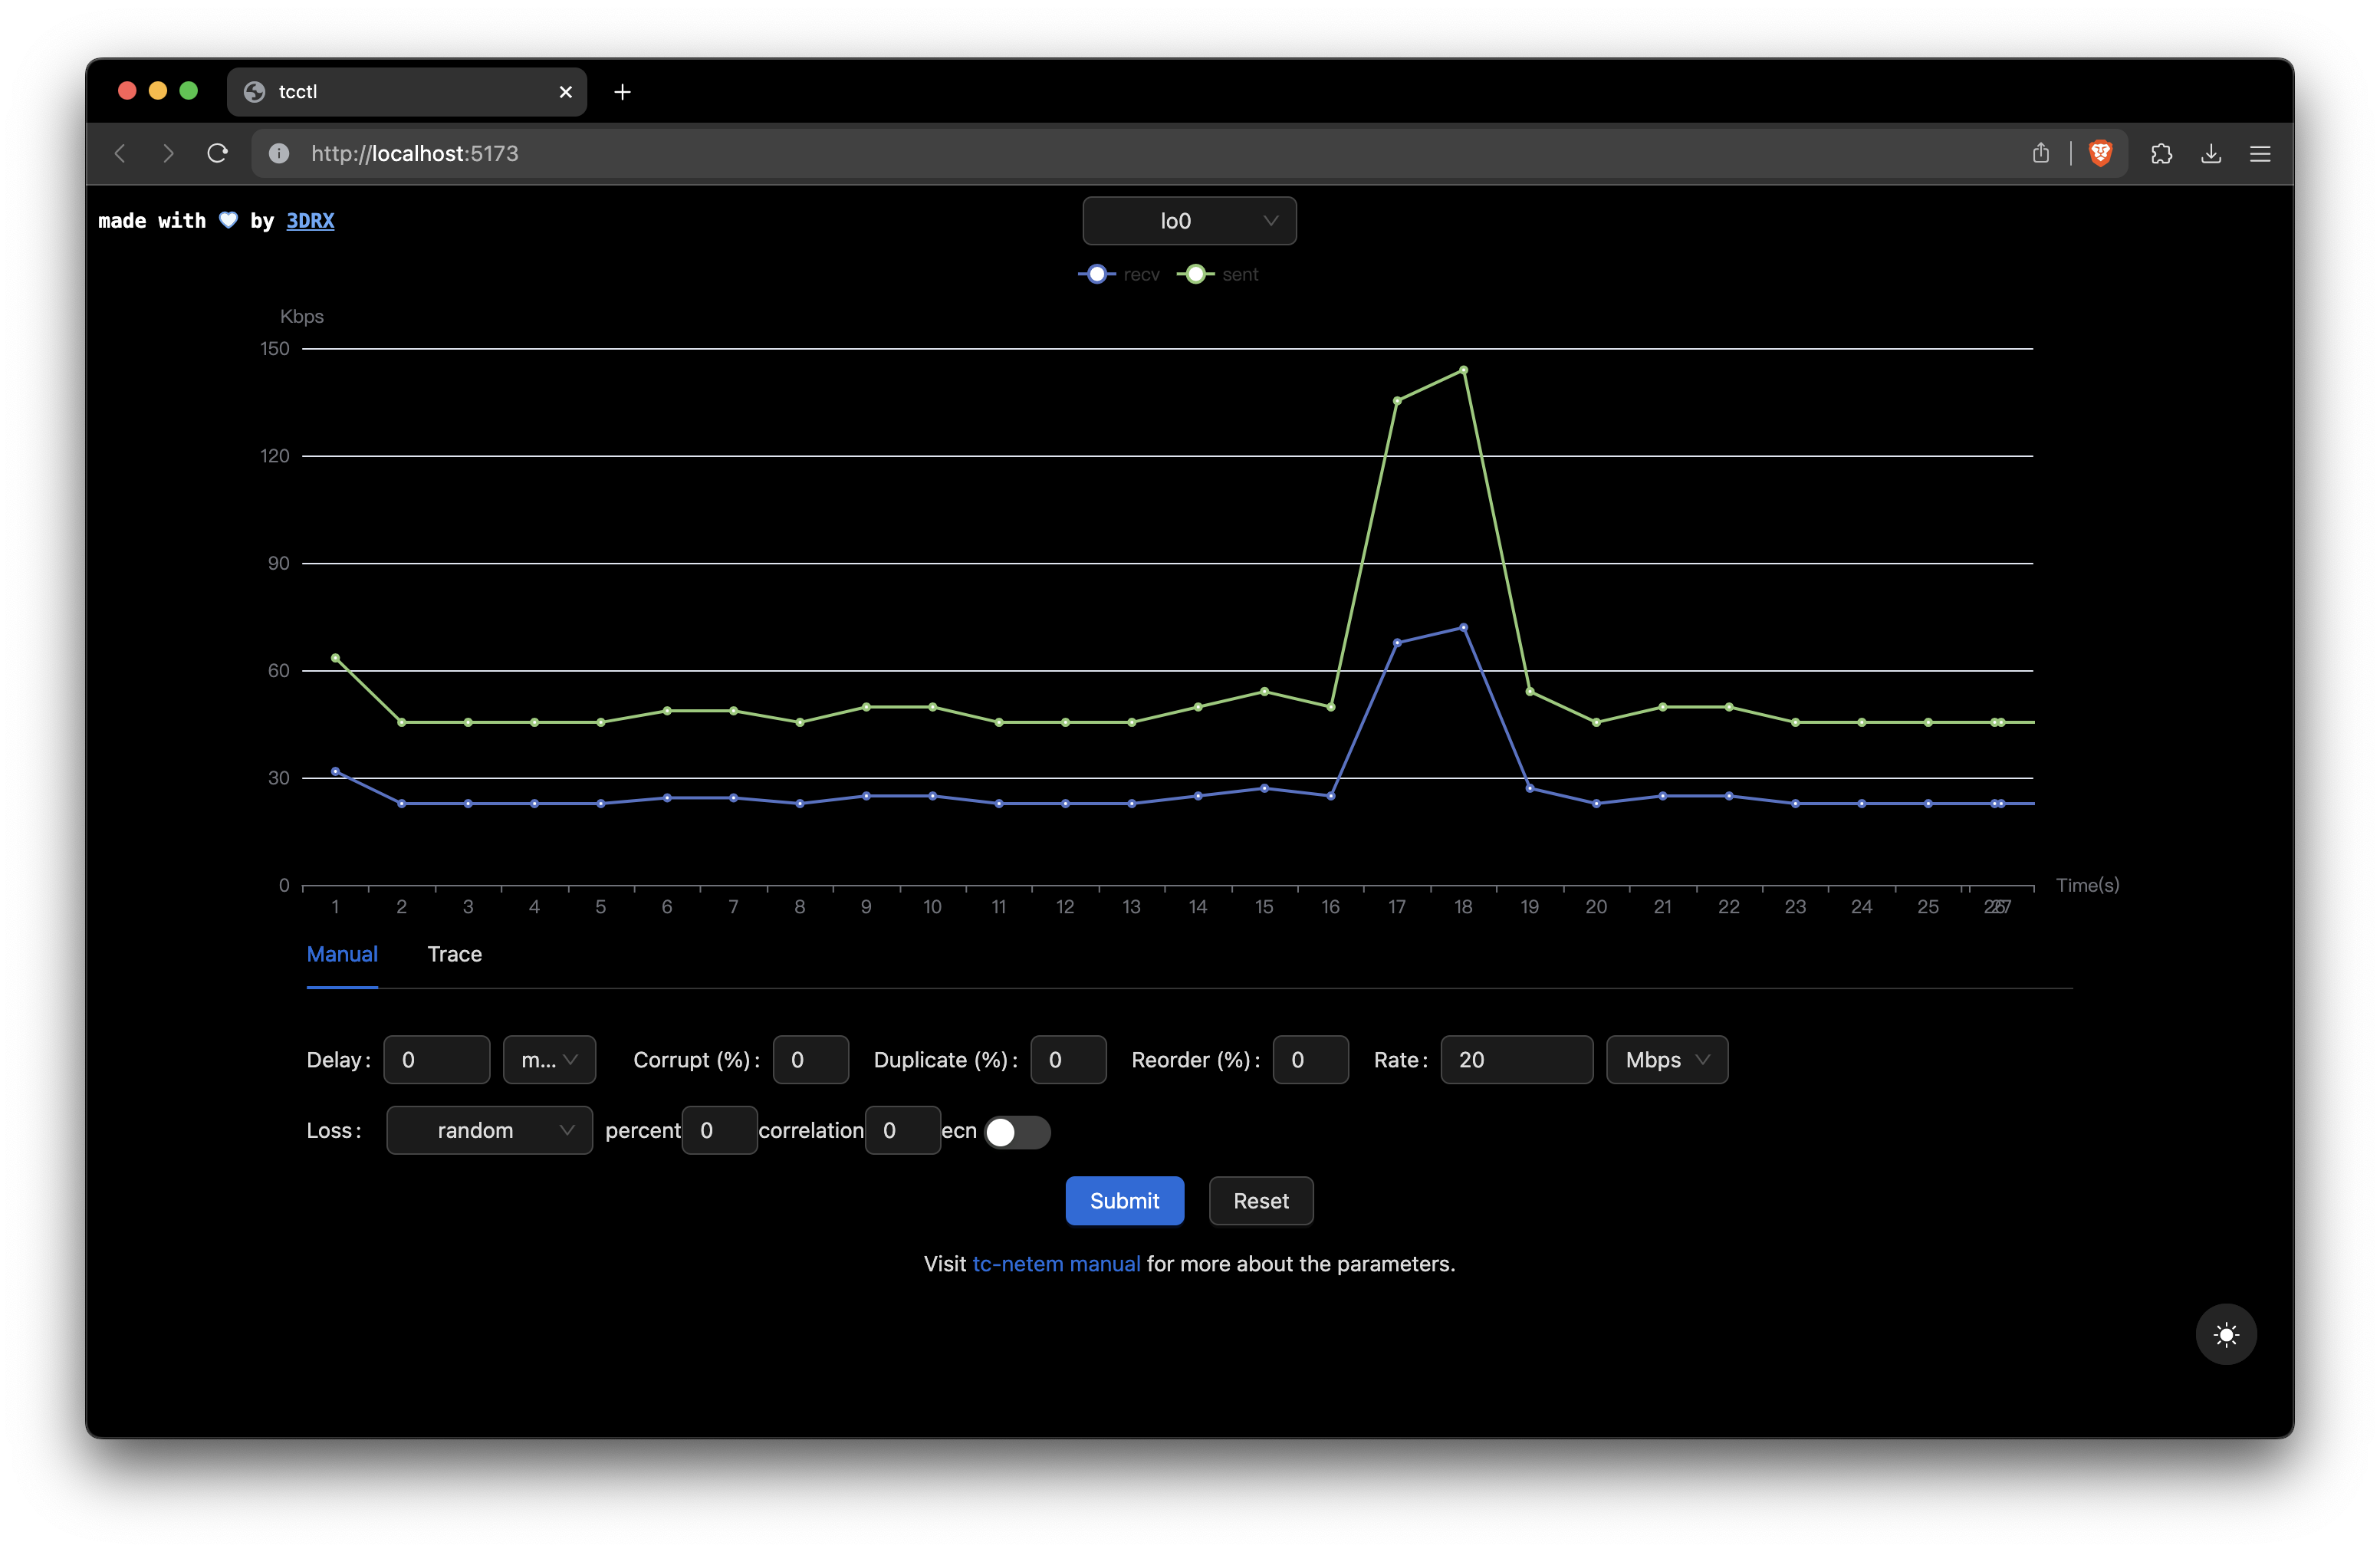 tcctl
http://localhost:5173
made with 🤍 by 3DRX
lo0
recv sent
Kbps
150
120
90
60
30
0
1 2 3 4 5 6 7 8 9 10 11 12 13 14 15 16 17 18 19 20 21 22 23 24 25 26 27
Time(s)
Manual Trace
Delay: 0 m... Corrupt (%): 0 Duplicate (%): 0 Reorder (%): 0 Rate: 20 Mbps
Loss: random percent 0 correlation 0 ecn
Submit Reset
Visit tc-netem manual for more about the parameters.